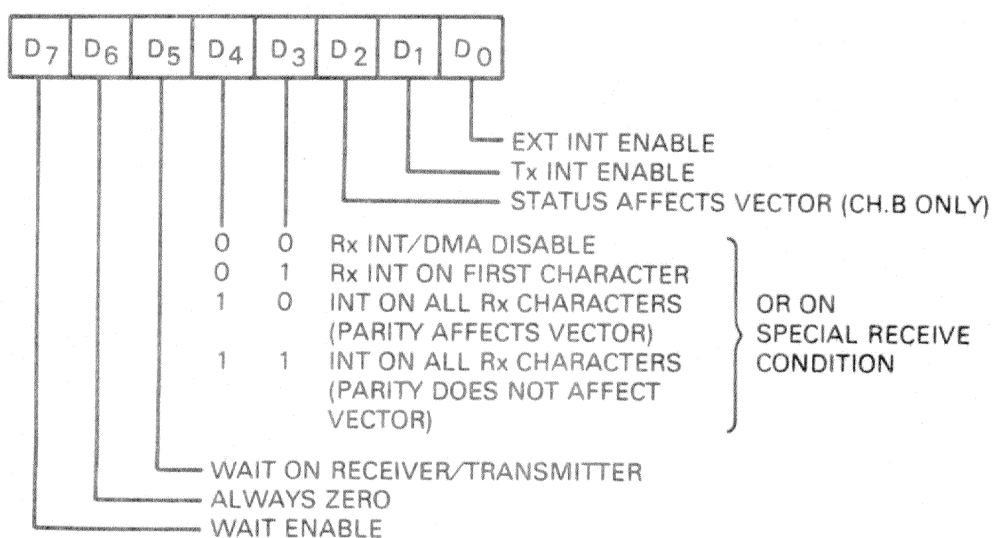 D7 D6 D5 D4 D3 D2 D1 D0
EXT INT ENABLE
Tx INT ENABLE
STATUS AFFECTS VECTOR (CH.B ONLY)
0 0 Rx INT/DMA DISABLE
0 1 Rx INT ON FIRST CHARACTER
1 0 INT ON ALL Rx CHARACTERS
(PARITY AFFECTS VECTOR)
1 1 INT ON ALL Rx CHARACTERS
(PARITY DOES NOT AFFECT
VECTOR)
OR ON
SPECIAL RECEIVE
CONDITION
WAIT ON RECEIVER/TRANSMITTER
ALWAYS ZERO
WAIT ENABLE